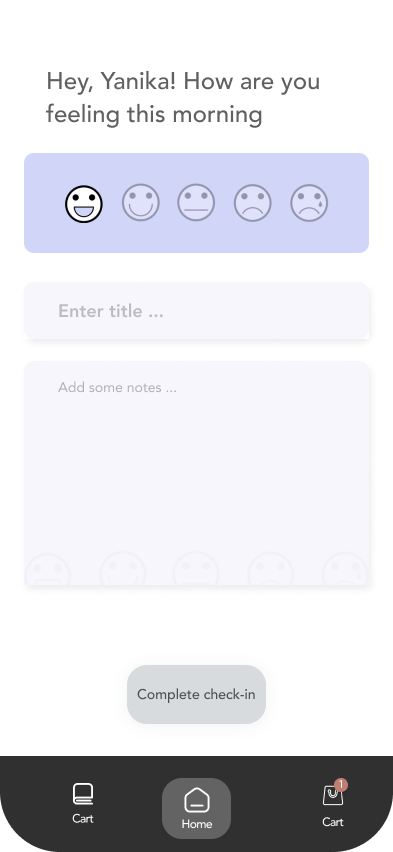 Hey, Yanika! How are you
feeling this morning
Enter title ...
Add some notes ...
Complete check-in
Cart
Home
1
Cart